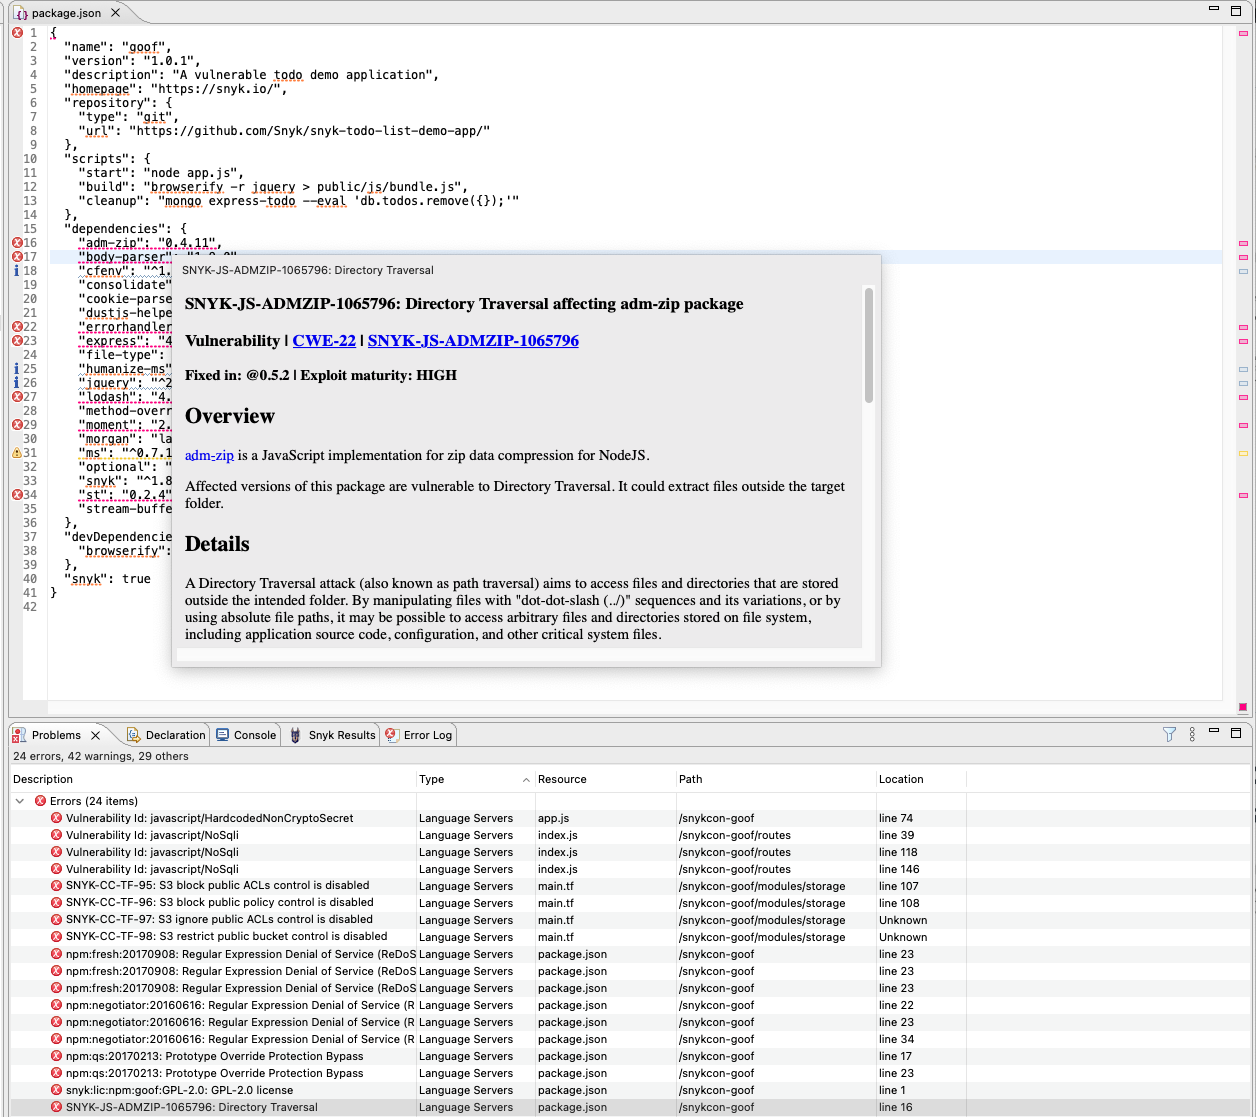 package.json
1 {
2 "name": "goof",
3 "version": "1.0.1",
4 "description": "A vulnerable todo demo application",
5 "homepage": "https://snyk.io/",
6 "repository": {
7 "type": "git",
8 "url": "https://github.com/Snyk/snyk-todo-list-demo-app/"
9 },
10 "scripts": {
11 "start": "node app.js",
12 "build": "browserify -r jquery > public/js/bundle.js",
13 "cleanup": "mongo express-todo --eval 'db.todos.remove({});'"
14 },
15 "dependencies": {
16 "adm-zip": "0.4.11",
17 "body-parser":
18 "cfenv": "^1.
19 "consolidate"
20 "cookie-parse
21 "dustjs-helpe
22 "errorhandler
23 "express": "4
24 "file-type":
25 "humanize-ms"
26 "jquery": "^2
27 "lodash": "4.
28 "method-overr
29 "moment": "2.
30 "morgan": "la
31 "ms": "^0.7.1
32 "optional": "
33 "snyk": "^1.8
34 "st": "0.2.4"
35 "stream-buffe
36 },
37 "devDependencie
38 "browserify":
39 },
40 "snyk": true
41 }
42
SNYK-JS-ADMZIP-1065796: Directory Traversal
SNYK-JS-ADMZIP-1065796: Directory Traversal affecting adm-zip package
Vulnerability | CWE-22 | SNYK-JS-ADMZIP-1065796
Fixed in: @0.5.2 | Exploit maturity: HIGH
Overview
adm-zip is a JavaScript implementation for zip data compression for NodeJS.
Affected versions of this package are vulnerable to Directory Traversal. It could extract files outside the target
folder.
Details
A Directory Traversal attack (also known as path traversal) aims to access files and directories that are stored
outside the intended folder. By manipulating files with "dot-dot-slash (../)" sequences and its variations, or by
using absolute file paths, it may be possible to access arbitrary files and directories stored on file system,
including application source code, configuration, and other critical system files.
Problems Declaration Console Snyk Results Error Log
24 errors, 42 warnings, 29 others
Description Type Resource Path Location
Errors (24 items)
Vulnerability Id: javascript/HardcodedNonCryptoSecret Language Servers app.js /snykcon-goof line 74
Vulnerability Id: javascript/NoSqli Language Servers index.js /snykcon-goof/routes line 39
Vulnerability Id: javascript/NoSqli Language Servers index.js /snykcon-goof/routes line 118
Vulnerability Id: javascript/NoSqli Language Servers index.js /snykcon-goof/routes line 146
SNYK-CC-TF-95: S3 block public ACLs control is disabled Language Servers main.tf /snykcon-goof/modules/storage line 107
SNYK-CC-TF-96: S3 block public policy control is disabled Language Servers main.tf /snykcon-goof/modules/storage line 108
SNYK-CC-TF-97: S3 ignore public ACLs control is disabled Language Servers main.tf /snykcon-goof/modules/storage Unknown
SNYK-CC-TF-98: S3 restrict public bucket control is disabled Language Servers main.tf /snykcon-goof/modules/storage Unknown
npm:fresh:20170908: Regular Expression Denial of Service (ReDoS Language Servers package.json /snykcon-goof line 23
npm:fresh:20170908: Regular Expression Denial of Service (ReDoS Language Servers package.json /snykcon-goof line 23
npm:fresh:20170908: Regular Expression Denial of Service (ReDoS Language Servers package.json /snykcon-goof line 23
npm:negotiator:20160616: Regular Expression Denial of Service (R Language Servers package.json /snykcon-goof line 22
npm:negotiator:20160616: Regular Expression Denial of Service (R Language Servers package.json /snykcon-goof line 23
npm:negotiator:20160616: Regular Expression Denial of Service (R Language Servers package.json /snykcon-goof line 34
npm:qs:20170213: Prototype Override Protection Bypass Language Servers package.json /snykcon-goof line 17
npm:qs:20170213: Prototype Override Protection Bypass Language Servers package.json /snykcon-goof line 23
snyk:lic:npm:goof:GPL-2.0: GPL-2.0 license Language Servers package.json /snykcon-goof line 1
SNYK-JS-ADMZIP-1065796: Directory Traversal Language Servers package.json /snykcon-goof line 16